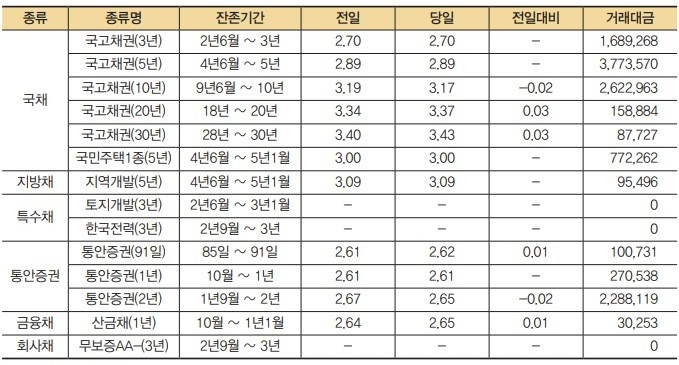 종류 종류명 잔존기간 전일 당일 전일대비 거래대금
국채 국고채권(3년) 2년6월 ~ 3년 2.70 2.70 − 1,689,268
국고채권(5년) 4년6월 ~ 5년 2.89 2.89 − 3,773,570
국고채권(10년) 9년6월 ~ 10년 3.19 3.17 −0.02 2,622,963
국고채권(20년) 18년 ~ 20년 3.34 3.37 0.03 158,884
국고채권(30년) 28년 ~ 30년 3.40 3.43 0.03 87,727
국민주택1종(5년) 4년6월 ~ 5년1월 3.00 3.00 − 772,262
지방채 지역개발(5년) 4년6월 ~ 5년1월 3.09 3.09 − 95,496
특수채 토지개발(3년) 2년6월 ~ 3년1월 − − − 0
한국전력(3년) 2년9월 ~ 3년 − − − 0
통안증권 통안증권(91일) 85일 ~ 91일 2.61 2.62 0.01 100,731
통안증권(1년) 10월 ~ 1년 2.61 2.61 − 270,538
통안증권(2년) 1년9월 ~ 2년 2.67 2.65 −0.02 2,288,119
금융채 산금채(1년) 10월 ~ 1년1월 2.64 2.65 0.01 30,253
회사채 무보증AA−(3년) 2년9월 ~ 3년 − − − 0